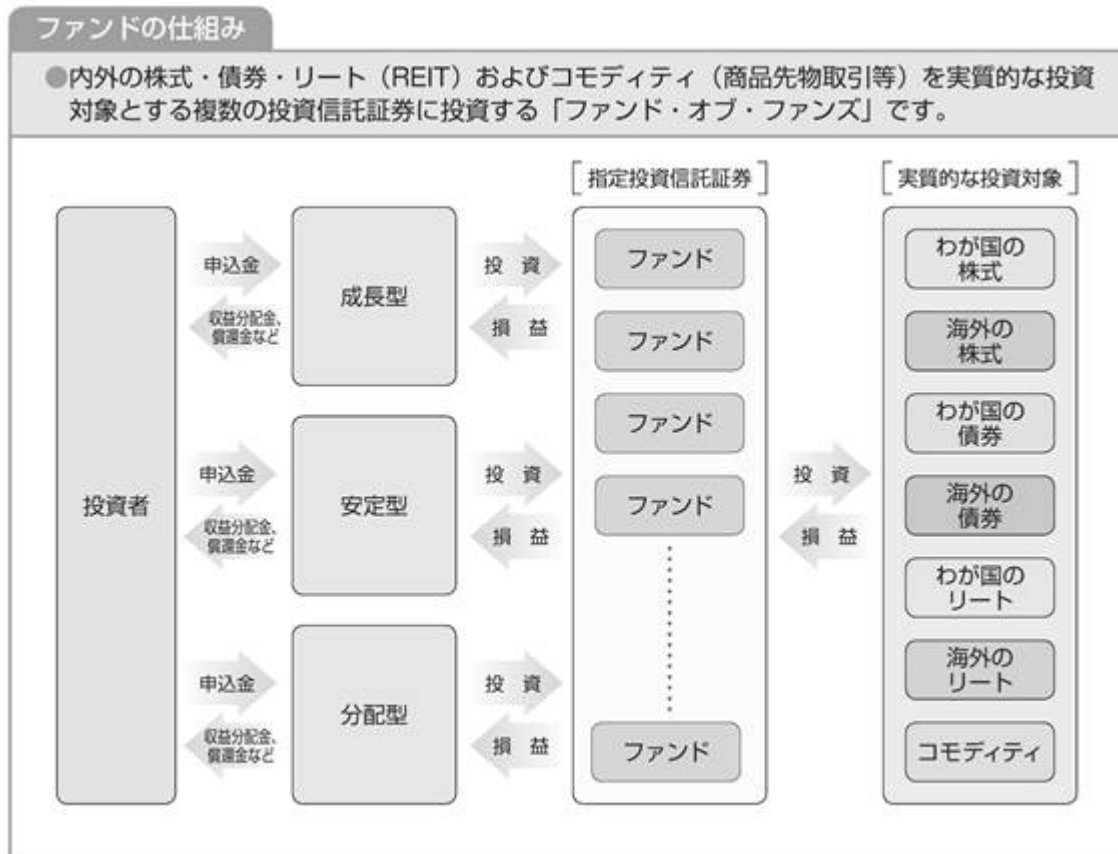 ファンドの仕組み
●内外の株式・債券・リート（REIT）およびコモディティ（商品先物取引等）を実質的な投資
対象とする複数の投資信託証券に投資する「ファンド・オブ・ファンズ」です。
指定投資信託証券
実質的な投資対象
投資者
申込金
収益分配金、
償還金など
成長型
投　資
損　益
申込金
収益分配金、
償還金など
安定型
投　資
損　益
申込金
収益分配金、
償還金など
分配型
投　資
損　益
ファンド
ファンド
ファンド
ファンド
ファンド
投　資
損　益
わが国の
株式
海外の
株式
わが国の
債券
海外の
債券
わが国の
リート
海外の
リート
コモディティ